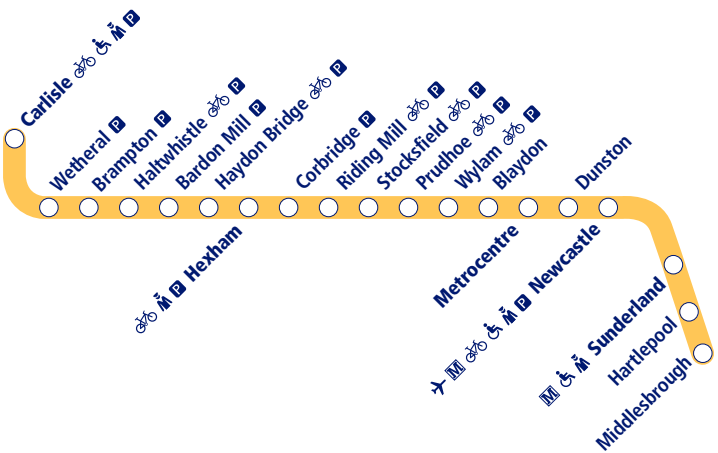 Carlisle P
Wetheral P
Brampton P
Haltwhistle P
Bardon Mill P
Haydon Bridge P
P Hexham
Corbridge P
Riding Mill P
Stocksfield P
Prudhoe P
Wylam P
Blaydon
Metrocentre
Dunston
M P Newcastle
M Sunderland
Hartlepool
Middlesbrough